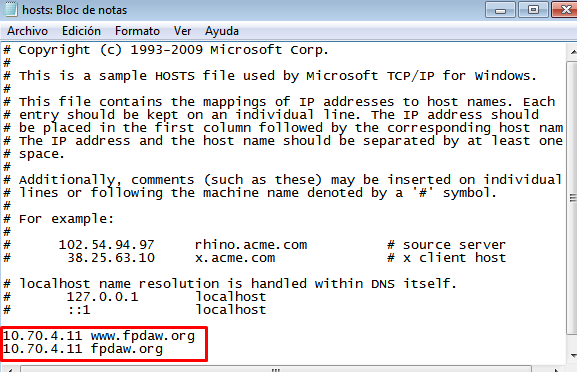 hosts: Bloc de notas
Archivo Edición Formato Ver Ayuda
# Copyright (c) 1993-2009 Microsoft Corp.
#
# This is a sample HOSTS file used by Microsoft TCP/IP for Windows.
#
# This file contains the mappings of IP addresses to host names. Each
# entry should be kept on an individual line. The IP address should
# be placed in the first column followed by the corresponding host nam
# The IP address and the host name should be separated by at least one
# space.
#
# Additionally, comments (such as these) may be inserted on individual
# lines or following the machine name denoted by a '#' symbol.
#
# For example:
#
# 102.54.94.97 rhino.acme.com # source server
# 38.25.63.10 x.acme.com # x client host
# localhost name resolution is handled within DNS itself.
# 127.0.0.1 localhost
# ::1 localhost
10.70.4.11 www.fpdaw.org
10.70.4.11 fpdaw.org